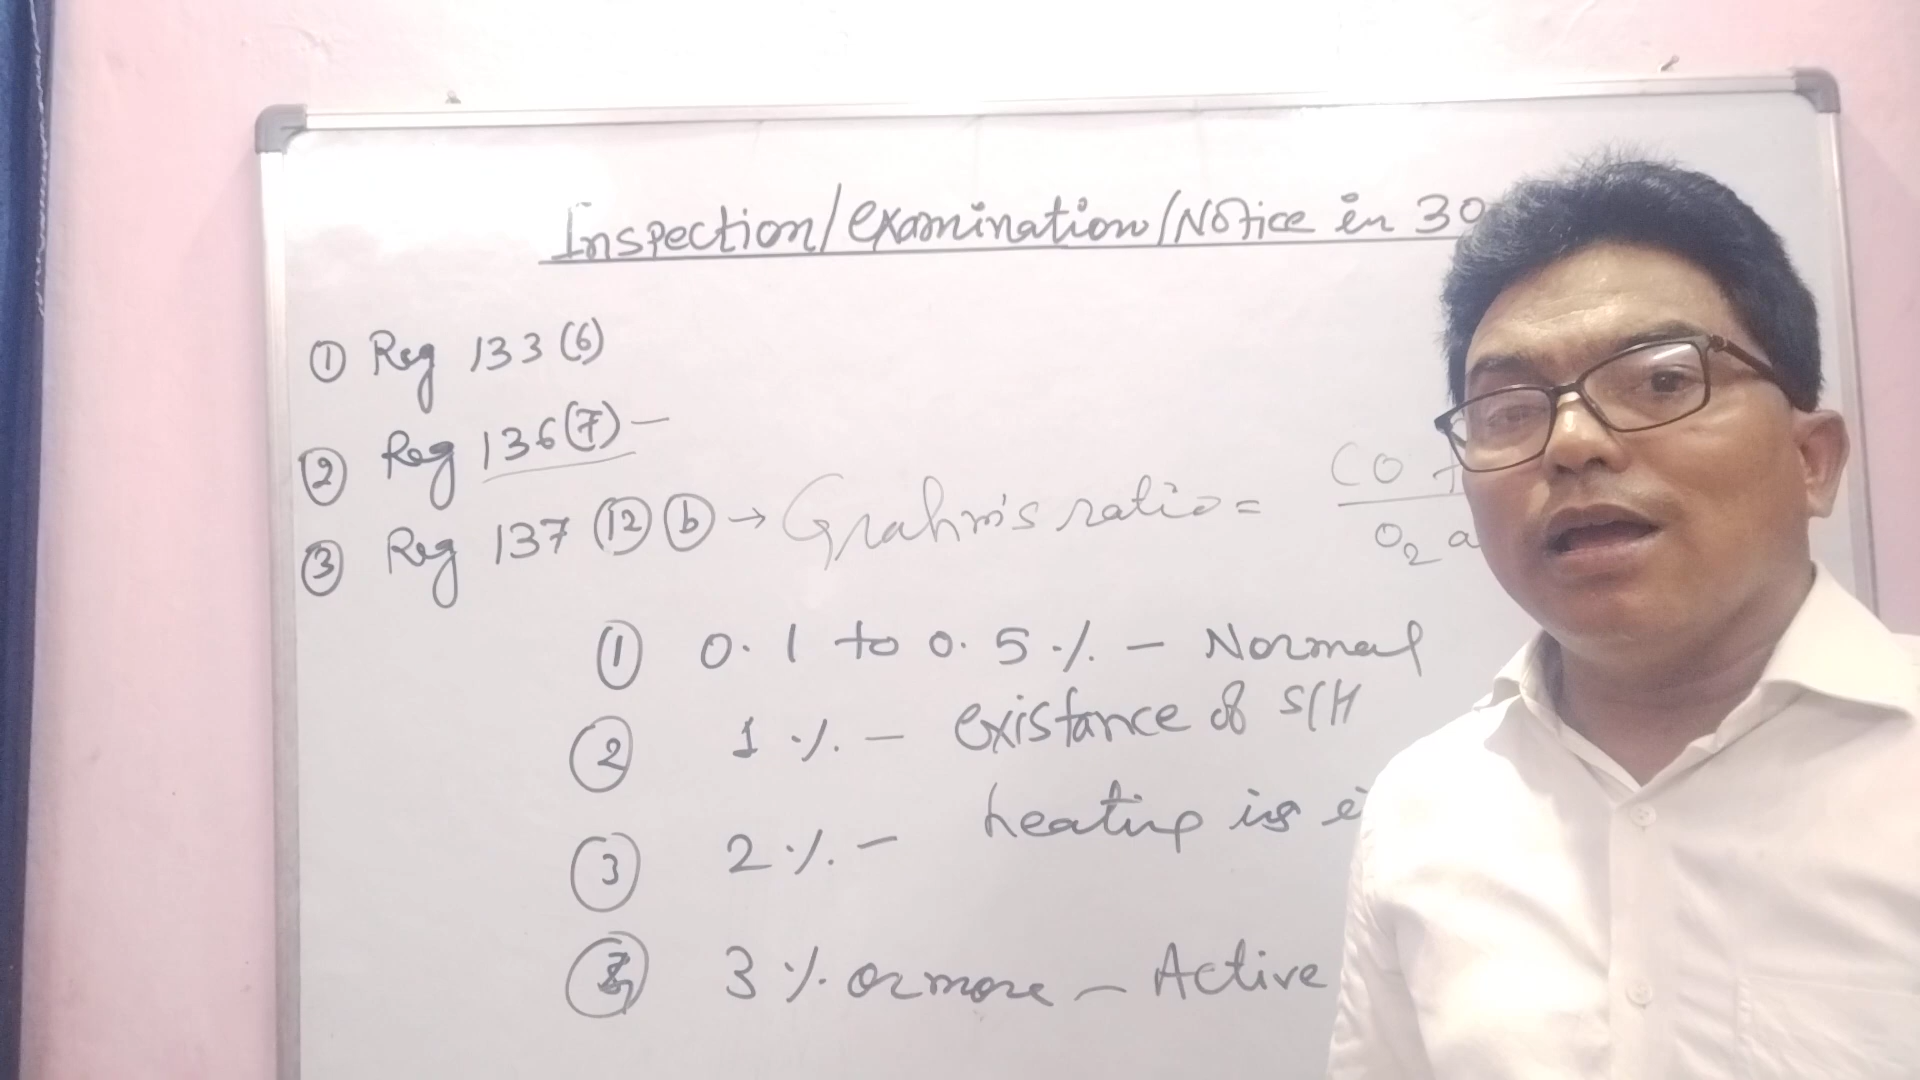 Inspection/examination/Notice in 30
① Reg 133(6)
② Reg 136(7) –
③ Reg 137 (12) (b) → Grahm's ratio = CO / O₂ a
① 0.1 to 0.5 % – Normal
② 1 % – existance of S/H
③ 2 % – heating is
3 % or more – Active